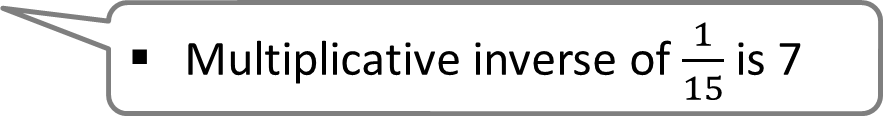 ▪ Multiplicative inverse of 1/15 is 7